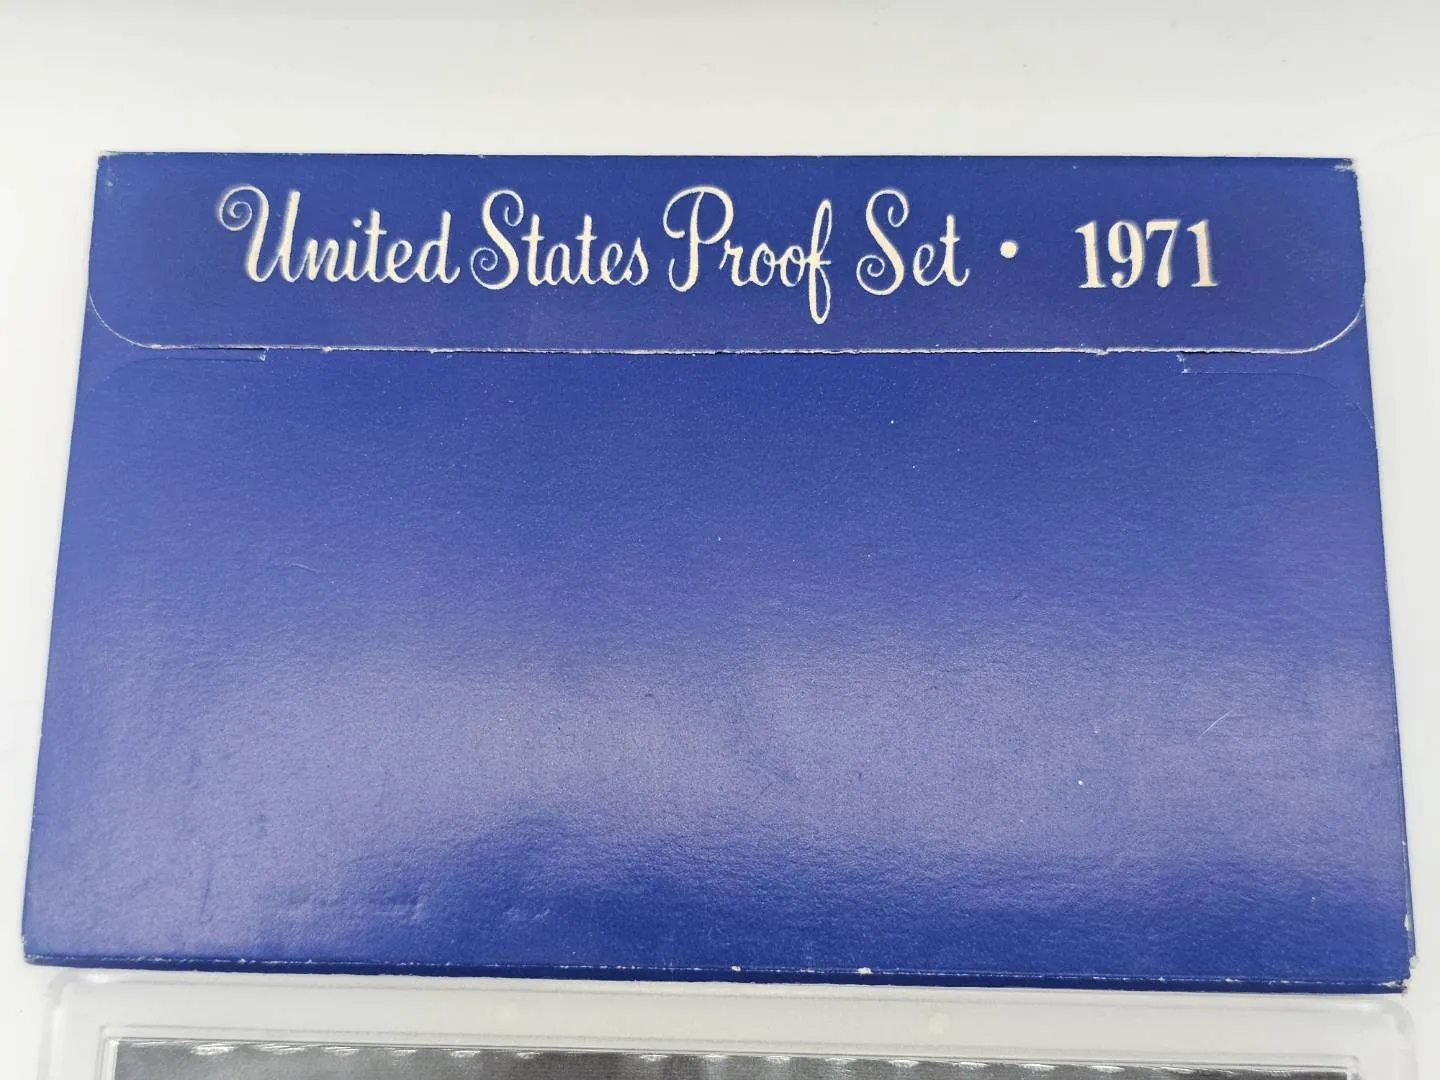 United States Proof Set • 1971